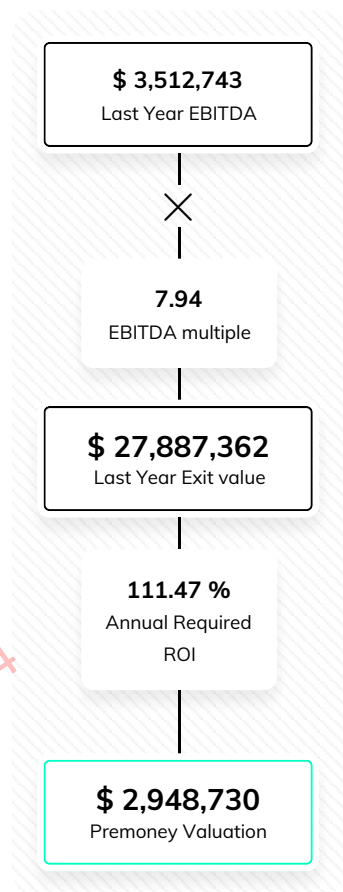 $ 3,512,743
Last Year EBITDA
7.94
EBITDA multiple
$ 27,887,362
Last Year Exit value
111.47 %
Annual Required
ROI
$ 2,948,730
Premoney Valuation